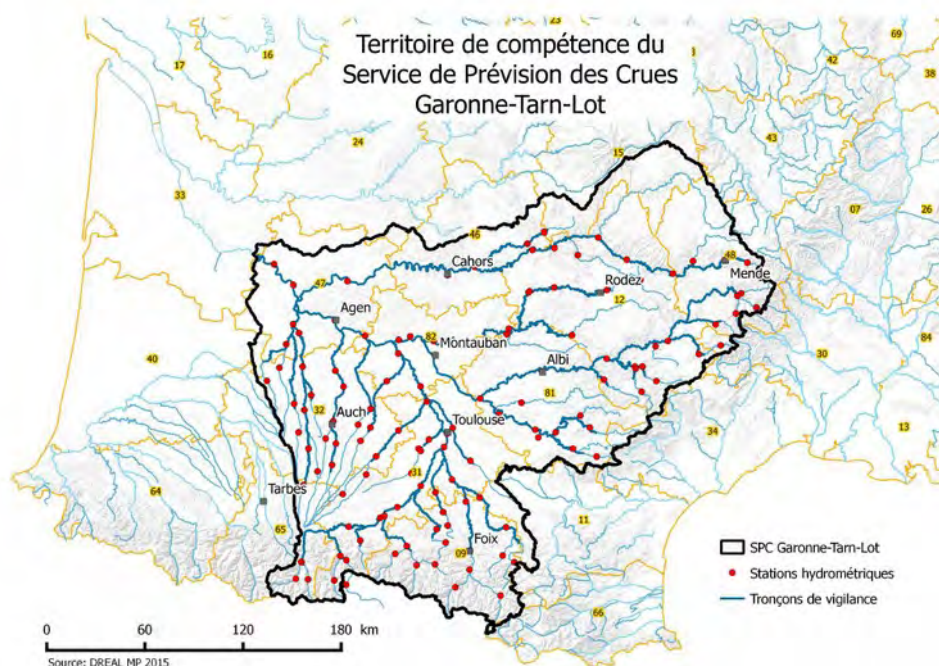 Territoire de compétence du
Service de Prévision des Crues
Garonne-Tarn-Lot
17
16
23
69
42
38
24
15
43
33
07
26
46
Cahors
48
Mende
47
Rodez
12
Agen
82
Montauban
30
84
40
Albi
81
32
Auch
Toulouse
34
13
31
64
Tarbes
65
11
Foix
09
66
SPC Garonne-Tarn-Lot
Stations hydrométriques
Tronçons de vigilance
0 60 120 180 km
Source: DREAL MP 2015